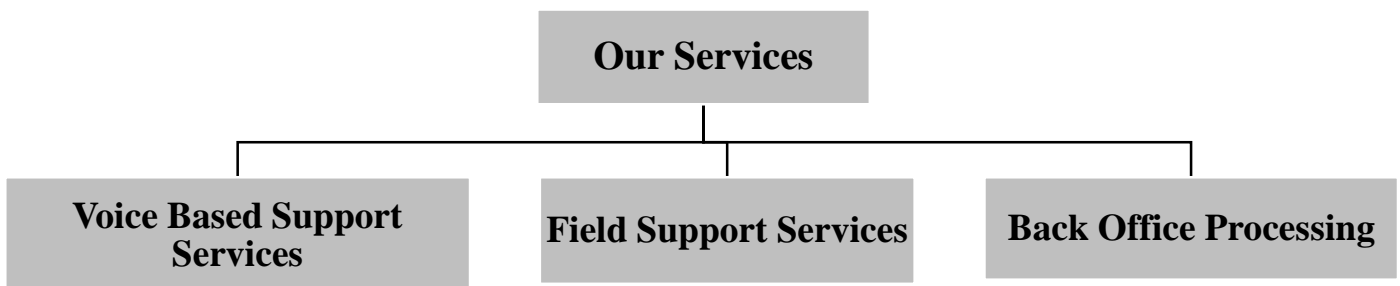 Our Services
Voice Based Support
Services
Field Support Services
Back Office Processing